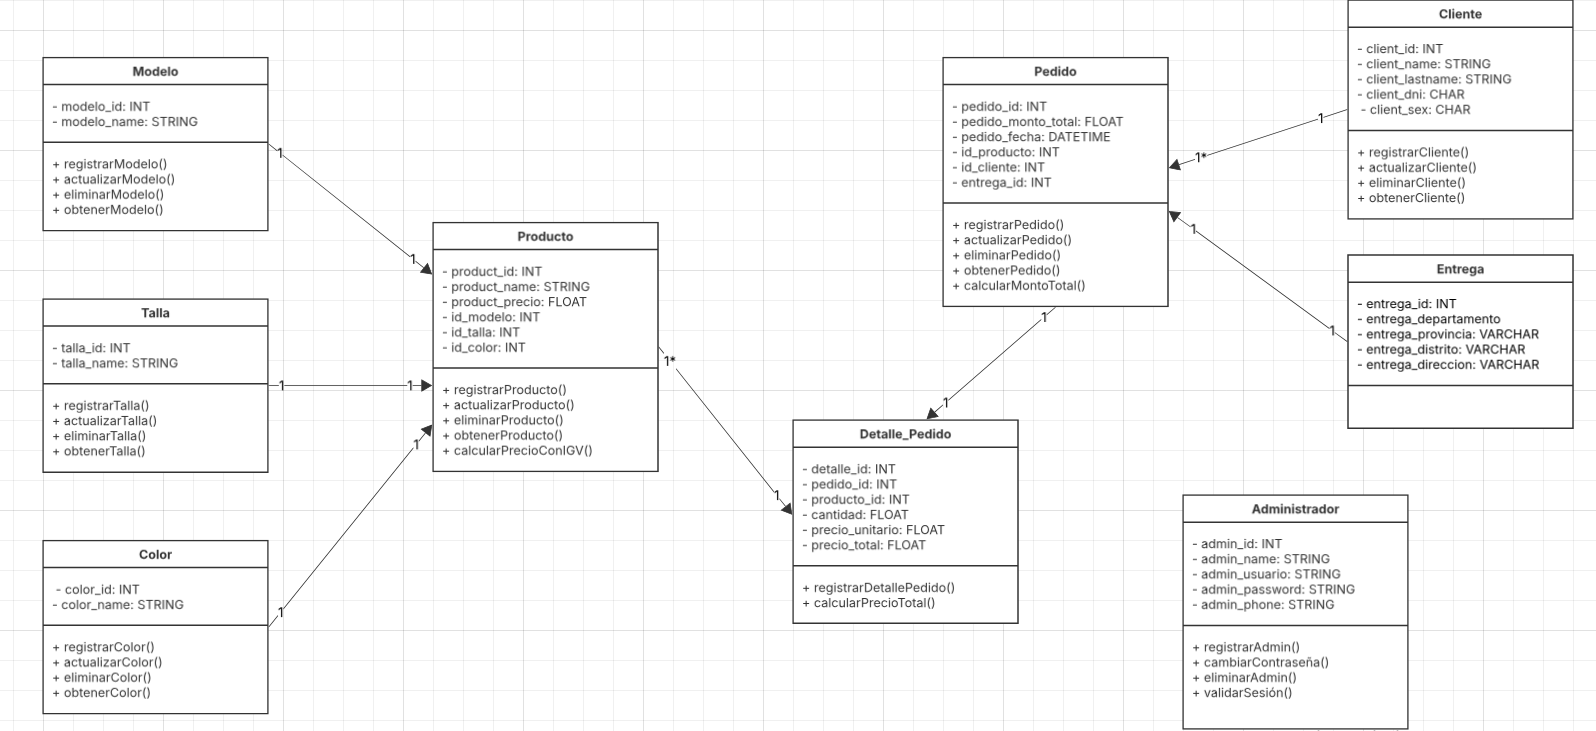 Modelo
- modelo_id: INT
- modelo_name: STRING
+ registrarModelo()
+ actualizarModelo()
+ eliminarModelo()
+ obtenerModelo()
1
1
Talla
- talla_id: INT
- talla_name: STRING
+ registrarTalla()
+ actualizarTalla()
+ eliminarTalla()
+ obtenerTalla()
1
1
Color
- color_id: INT
- color_name: STRING
+ registrarColor()
+ actualizarColor()
+ eliminarColor()
+ obtenerColor()
1
1
Producto
- product_id: INT
- product_name: STRING
- product_precio: FLOAT
- id_modelo: INT
- id_talla: INT
- id_color: INT
+ registrarProducto()
+ actualizarProducto()
+ eliminarProducto()
+ obtenerProducto()
+ calcularPrecioConIGV()
1*
1
Pedido
- pedido_id: INT
- pedido_monto_total: FLOAT
- pedido_fecha: DATETIME
- id_producto: INT
- id_cliente: INT
- entrega_id: INT
+ registrarPedido()
+ actualizarPedido()
+ eliminarPedido()
+ obtenerPedido()
+ calcularMontoTotal()
1
1
Detalle_Pedido
- detalle_id: INT
- pedido_id: INT
- producto_id: INT
- cantidad: FLOAT
- precio_unitario: FLOAT
- precio_total: FLOAT
+ registrarDetallePedido()
+ calcularPrecioTotal()
Cliente
- client_id: INT
- client_name: STRING
- client_lastname: STRING
- client_dni: CHAR
- client_sex: CHAR
+ registrarCliente()
+ actualizarCliente()
+ eliminarCliente()
+ obtenerCliente()
1
1*
Entrega
- entrega_id: INT
- entrega_departamento
- entrega_provincia: VARCHAR
- entrega_distrito: VARCHAR
- entrega_direccion: VARCHAR
1
1
Administrador
- admin_id: INT
- admin_name: STRING
- admin_usuario: STRING
- admin_password: STRING
- admin_phone: STRING
+ registrarAdmin()
+ cambiarContraseña()
+ eliminarAdmin()
+ validarSesión()